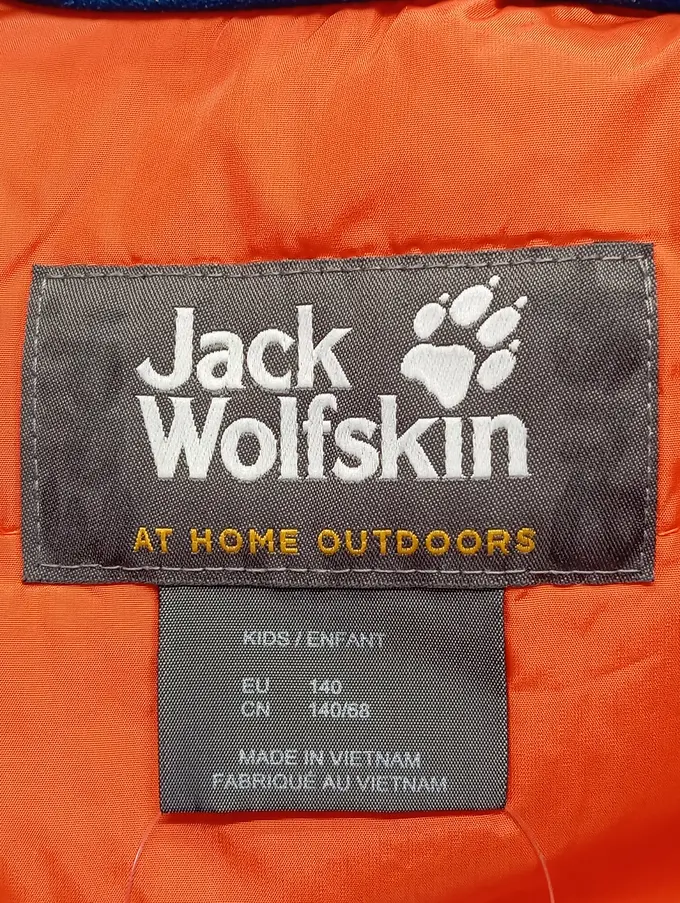 Jack
Wolfskin
AT HOME OUTDOORS
KIDS / ENFANT
EU 140
CN 140/68
MADE IN VIETNAM
FABRIQUÉ AU VIETNAM